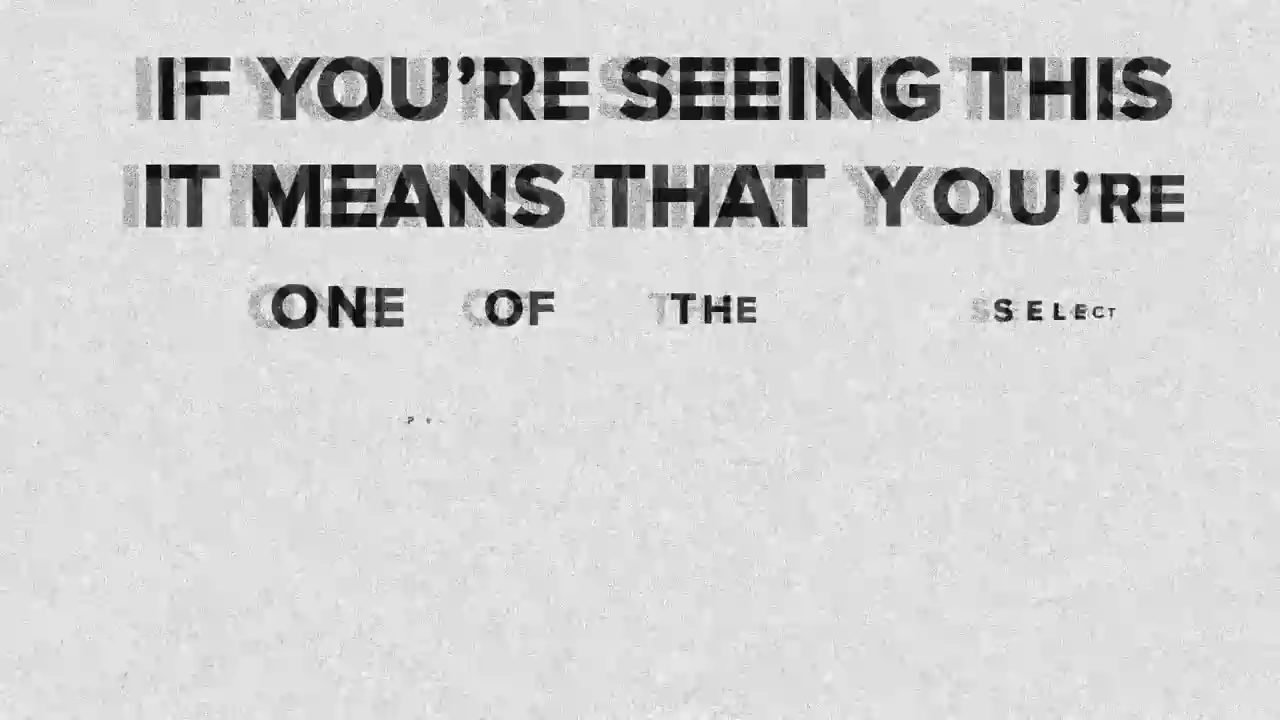 IF YOU’RE SEEING THIS
IT MEANS THAT YOU’RE
ONE OF THE SELECT